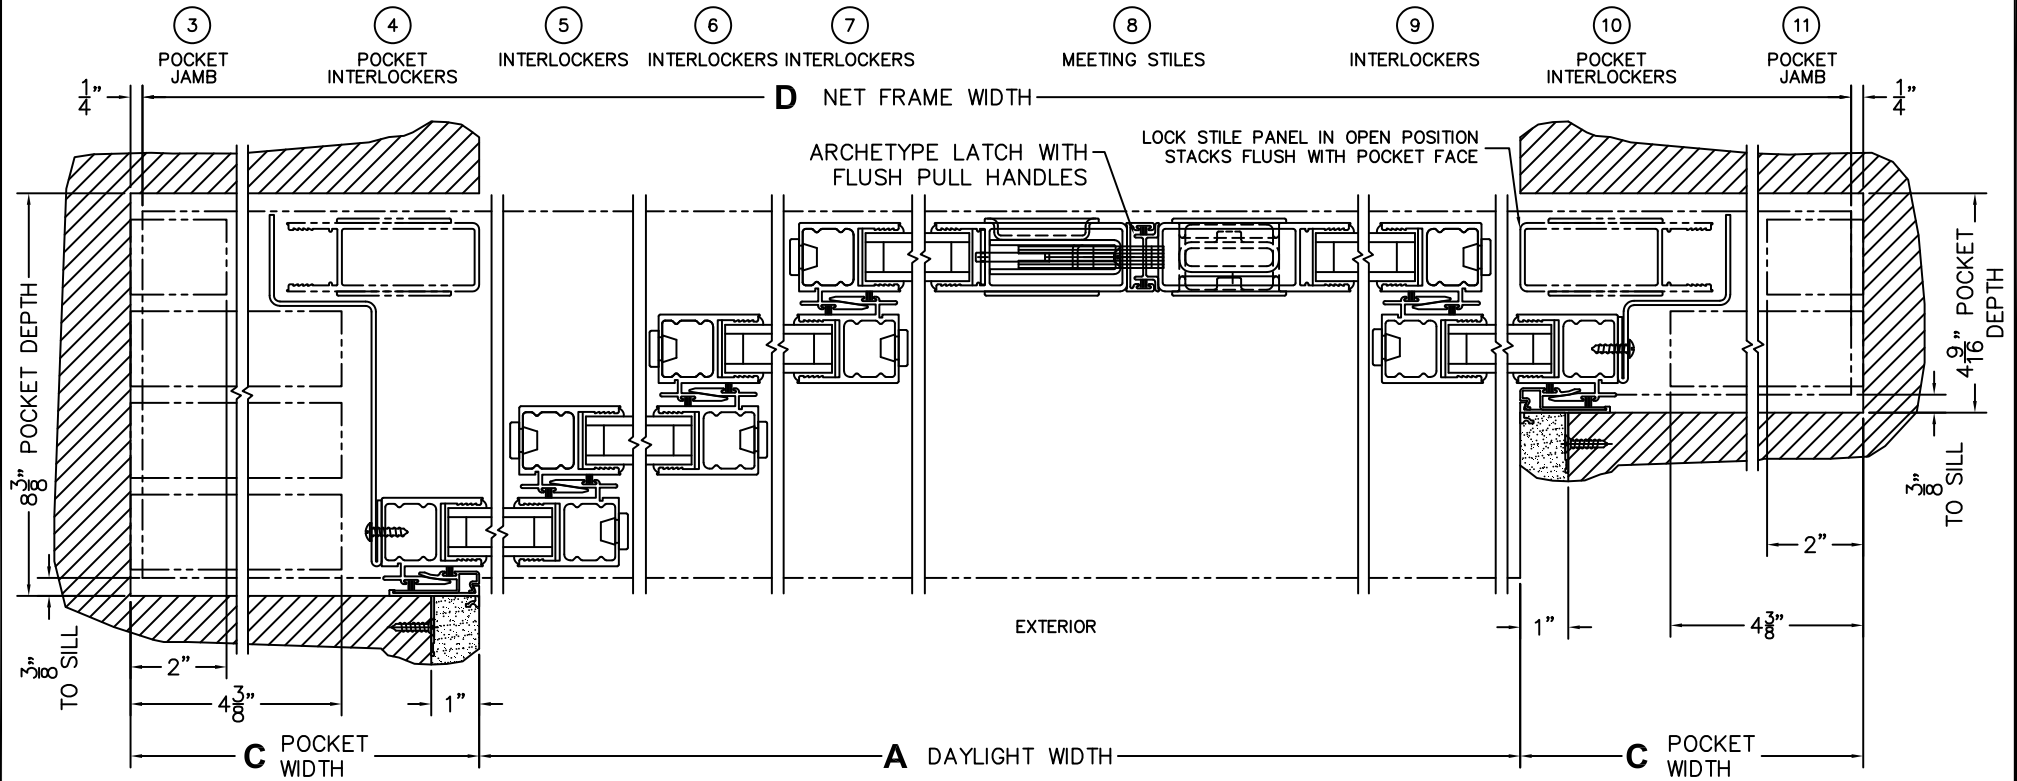 3
POCKET
JAMB
4
POCKET
INTERLOCKERS
5
INTERLOCKERS
6
INTERLOCKERS
7
INTERLOCKERS
8
MEETING STILES
9
INTERLOCKERS
10
POCKET
INTERLOCKERS
11
POCKET
JAMB
1/4"
D NET FRAME WIDTH
1/4"
ARCHETYPE LATCH WITH
FLUSH PULL HANDLES
LOCK STILE PANEL IN OPEN POSITION
STACKS FLUSH WITH POCKET FACE
8 3/8" POCKET DEPTH
4 9/16" POCKET
DEPTH
3/8"
TO SILL
3/8"
TO SILL
EXTERIOR
2"
4 3/8"
1"
1"
2"
4 3/8"
C POCKET
WIDTH
A DAYLIGHT WIDTH
C POCKET
WIDTH